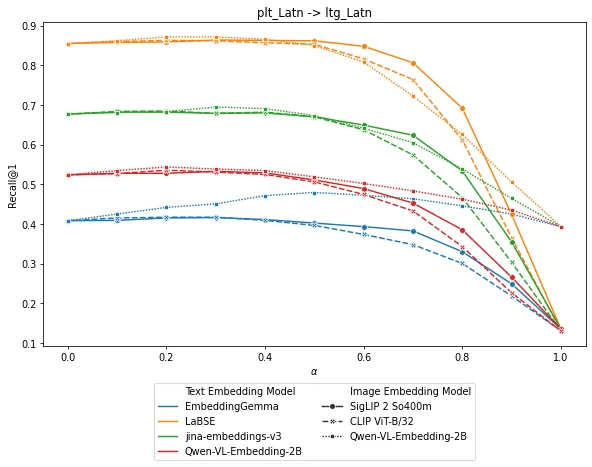 plt_Latn -> ltg_Latn
Recall@1
0.9
0.8
0.7
0.6
0.5
0.4
0.3
0.2
0.1
0.0 0.2 0.4 0.6 0.8 1.0
α
Text Embedding Model
EmbeddingGemma
LaBSE
jina-embeddings-v3
Qwen-VL-Embedding-2B
Image Embedding Model
SigLIP 2 So400m
CLIP ViT-B/32
Qwen-VL-Embedding-2B